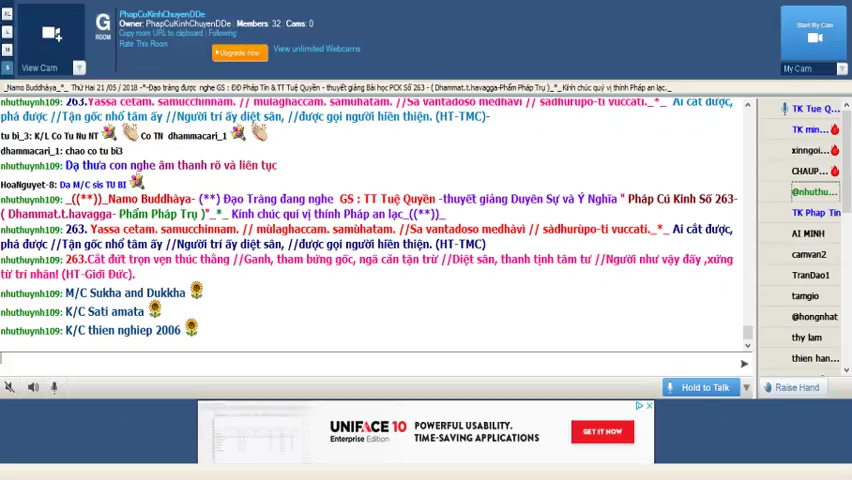 PhapCuKinhChuyenDDe
Owner: PhapCuKinhChuyenDDe Members: 32 Cams: 0
Copy room URL to clipboard | Following
Rate This Room
G
ROOM
Upgrade now
View unlimited Webcams
XL
L
M
S
View Cam
Start My Cam
My Cam
_Namo Buddhàya_*_ Thứ Hai 21 /05 / 2018 -*-Đạo tràng được nghe GS : ĐĐ Pháp Tín & TT Tuệ Quyền - thuyết giảng Bài học PCK Số 263 - ( Dhammat.t.havagga-Phẩm Pháp Trụ )_*_ Kính chúc quý vị thính Pháp an lạc._
263.Yassa cetam. samucchinnam. // mùlaghaccam. samùhatam. //Sa vantadoso medhàvì // sàdhurùpo-ti vuccati._*_ Ai cắt được,
phá được //Tận gốc nhổ tâm ấy //Người trí ấy diệt sân, //được gọi người hiền thiện. (HT-TMC)-
tu bi_3: K/L Co Tu Nu NT Co TN dhammacari_1
dhammacari_1: chao co tu bi3
nhuthuynh109: Dạ thưa con nghe âm thanh rõ và liên tục
HoaNguyet-8: Da M/C sis TU BI
nhuthuynh109: _((**))_Namo Buddhàya- (**) Đạo Tràng đang nghe GS : TT Tuệ Quyền -thuyết giảng Duyên Sự và Ý Nghĩa " Pháp Cú Kinh Số 263-
( Dhammat.t.havagga- Phẩm Pháp Trụ )"_*_ Kính chúc quí vị thính Pháp an lạc_((**))_
nhuthuynh109: 263. Yassa cetam. samucchinnam. // mùlaghaccam. samùhatam. //Sa vantadoso medhàvì // sàdhurùpo-ti vuccati._*_ Ai cắt được,
phá được //Tận gốc nhổ tâm ấy //Người trí ấy diệt sân, //được gọi người hiền thiện. (HT-TMC)
nhuthuynh109: 263.Cắt đứt trọn vẹn thúc thằng //Ganh, tham bứng gốc, ngã căn tận trừ //Diệt sân, thanh tịnh tâm tư //Người như vậy đấy ,xứng
từ trí nhân! (HT-Giới Đức).
nhuthuynh109: M/C Sukha and Dukkha
nhuthuynh109: K/C Sati amata
nhuthuynh109: K/C thien nghiep 2006
TK Tue Q...
TK min...
xinngoi...
CHAUP...
@nhuthu...
TK Phap Tin
AI MINH
camvan2
TranDao1
tamgio
@hongnhat
thy lam
thien han...
Hold to Talk
Raise Hand
UNIFACE 10
Enterprise Edition
POWERFUL USABILITY.
TIME-SAVING APPLICATIONS
GET IT NOW